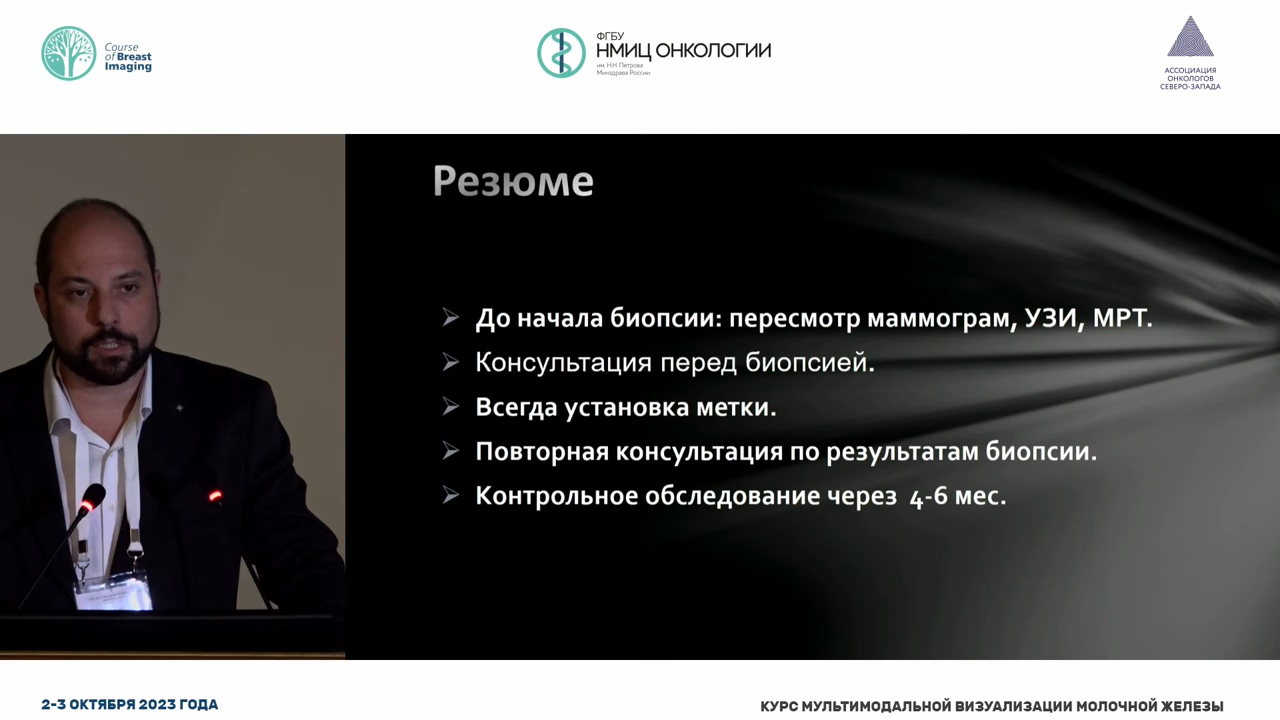 Course
of Breast
Imaging
ФГБУ
НМИЦ ОНКОЛОГИИ
им. Н.Н. Петрова
Минздрава России
АССОЦИАЦИЯ
ОНКОЛОГОВ
СЕВЕРО-ЗАПАДА
Резюме
До начала биопсии: пересмотр маммограм, УЗИ, МРТ.
Консультация перед биопсией.
Всегда установка метки.
Повторная консультация по результатам биопсии.
Контрольное обследование через 4-6 мес.
2-3 ОКТЯБРЯ 2023 ГОДА
КУРС МУЛЬТИМОДАЛЬНОЙ ВИЗУАЛИЗАЦИИ МОЛОЧНОЙ ЖЕЛЕЗЫ